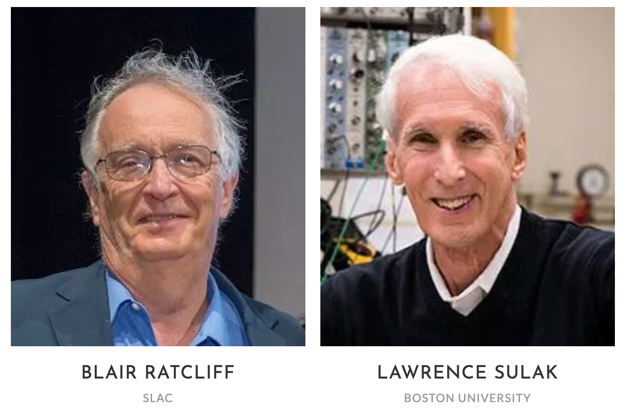 BLAIR RATCLIFF
SLAC
LAWRENCE SULAK
BOSTON UNIVERSITY